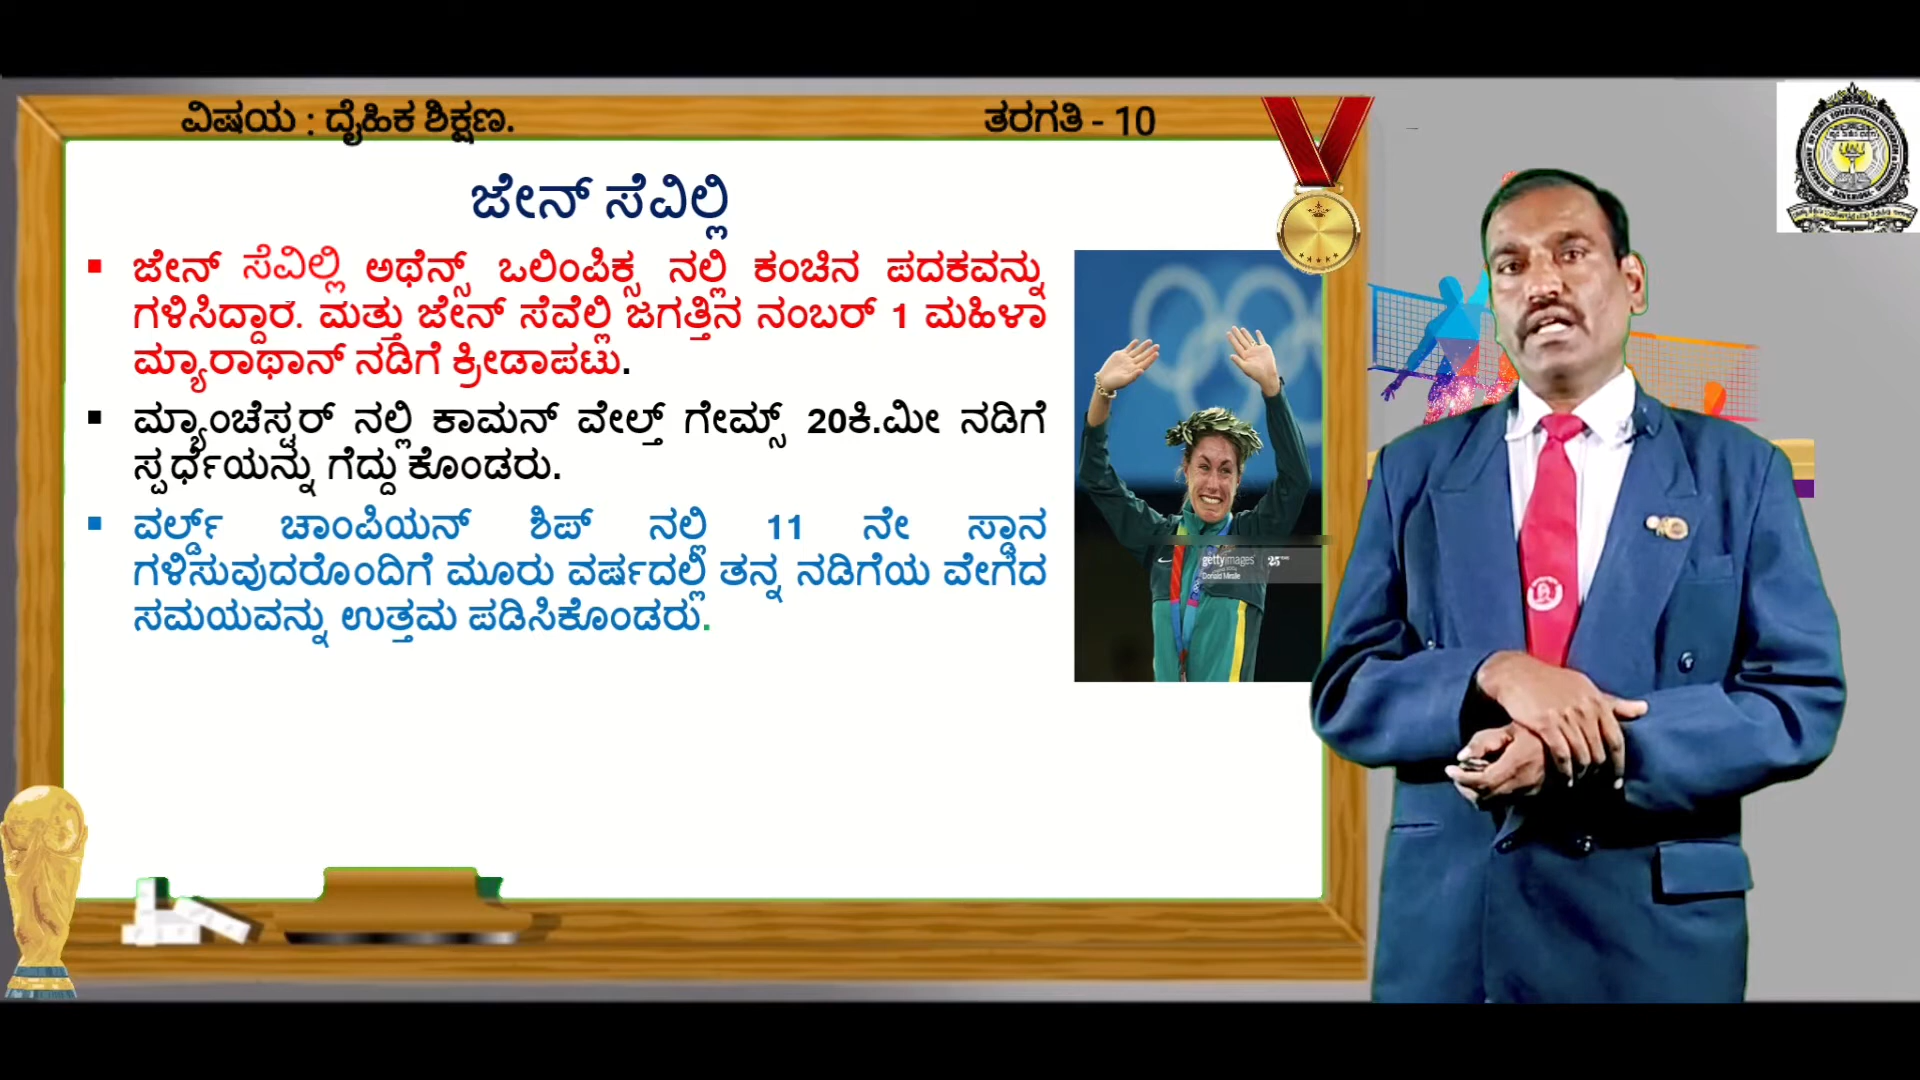 ವಿಷಯ : ದೈಹಿಕ ಶಿಕ್ಷಣ.
ತರಗತಿ - 10
ಜೇನ್ ಸೆವಿಲ್ಲಿ
ಜೇನ್ ಸೆವಿಲ್ಲಿ ಅಥೆನ್ಸ್ ಒಲಿಂಪಿಕ್ಸ ನಲ್ಲಿ ಕಂಚಿನ ಪದಕವನ್ನು
ಗಳಿಸಿದ್ದಾರೆ. ಮತ್ತು ಜೇನ್ ಸೆವೆಲ್ಲಿ ಜಗತ್ತಿನ ನಂಬರ್ 1 ಮಹಿಳಾ
ಮ್ಯಾರಾಥಾನ್ ನಡಿಗೆ ಕ್ರೀಡಾಪಟು.
ಮ್ಯಾಂಚೆಸ್ಟರ್ ನಲ್ಲಿ ಕಾಮನ್ ವೇಲ್ತ್ ಗೇಮ್ಸ್ 20ಕಿ.ಮೀ ನಡಿಗೆ
ಸ್ಪರ್ಧೆಯನ್ನು ಗೆದ್ದುಕೊಂಡರು.
ವರ್ಲ್ಡ್ ಚಾಂಪಿಯನ್ ಶಿಪ್ ನಲ್ಲಿ 11 ನೇ ಸ್ಥಾನ
ಗಳಿಸುವುದರೊಂದಿಗೆ ಮೂರು ವರ್ಷದಲ್ಲಿ ತನ್ನ ನಡಿಗೆಯ ವೇಗದ
ಸಮಯವನ್ನು ಉತ್ತಮ ಪಡಿಸಿಕೊಂಡರು.
gettyimages
Donald Miralle